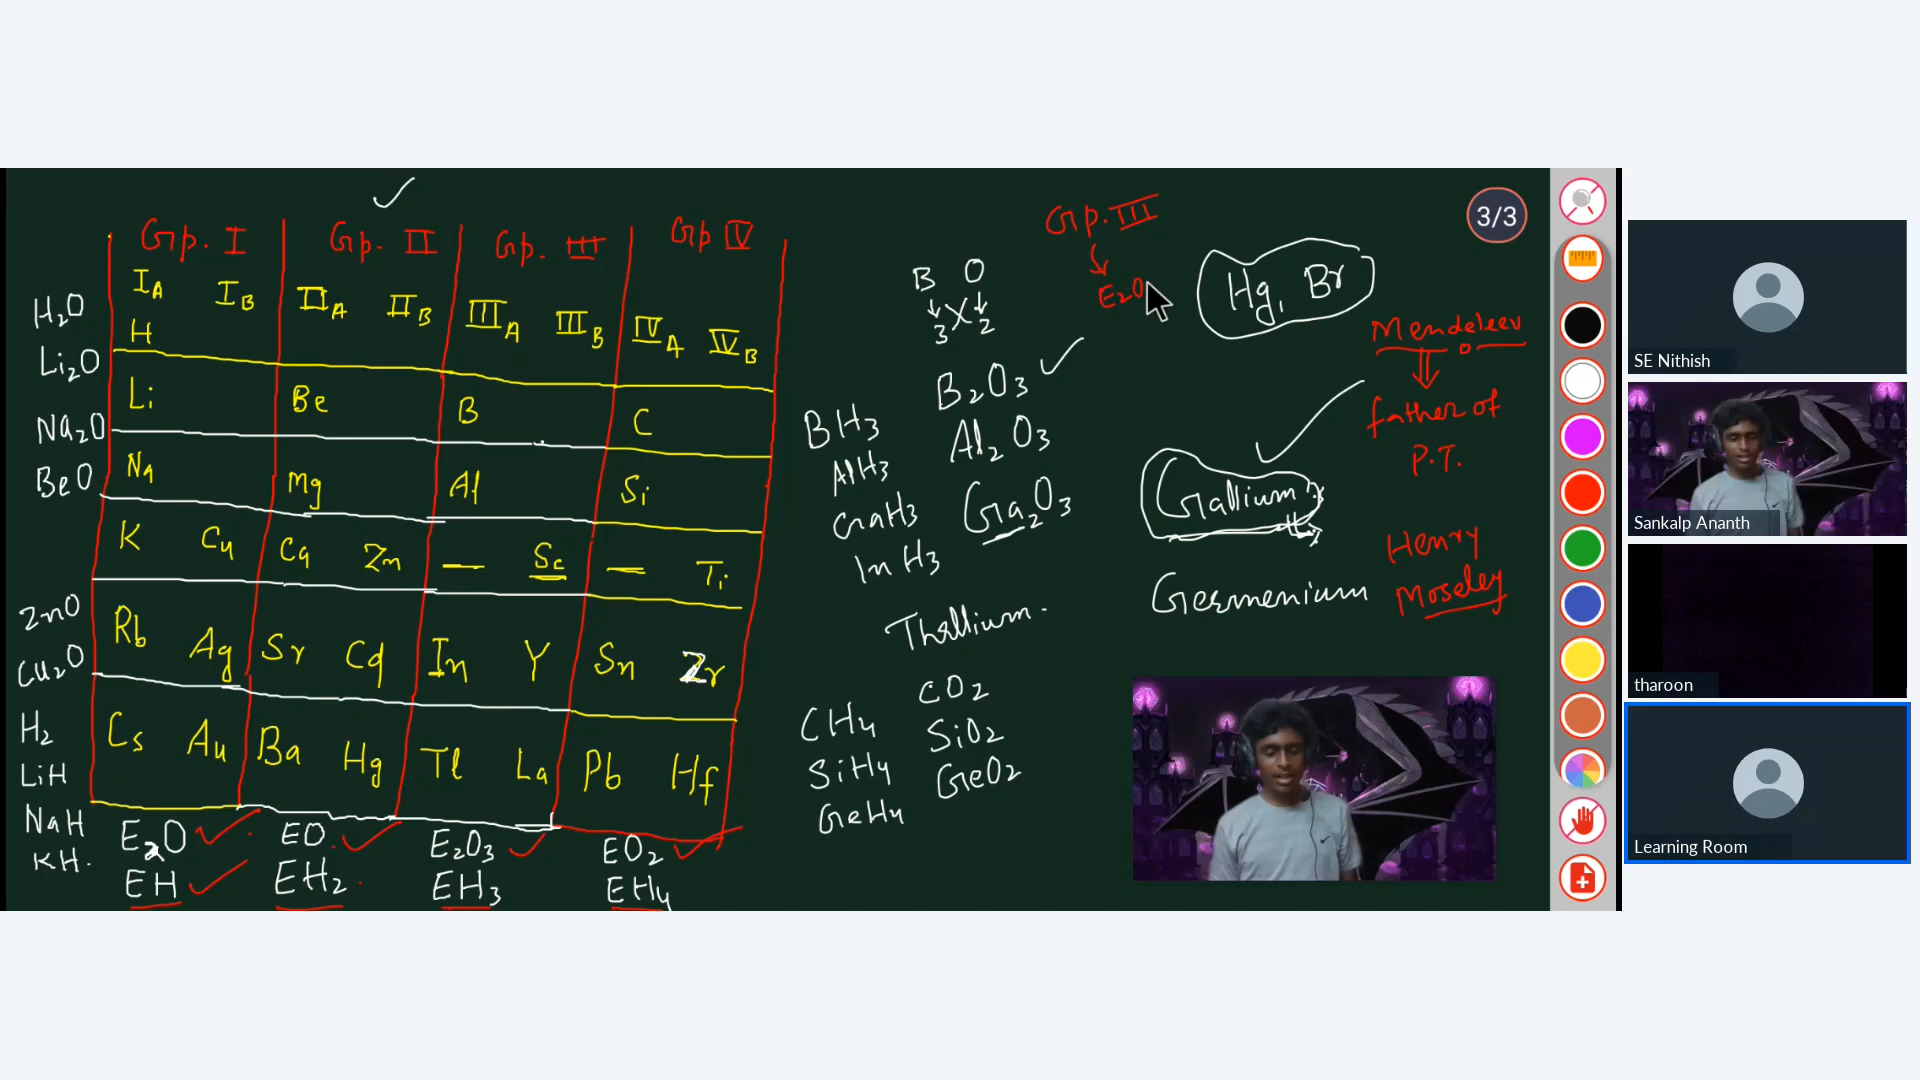 Gp. I Gp. II Gp. III Gp IV
IA IB IIA IIB IIIA IIIB IVA IVB
H
Li Be B C
Na Mg Al Si
K Cu Ca Zn — Sc — Ti
Rb Ag Sr Cd In Y Sn Zr
Cs Au Ba Hg Tl La Pb Hf
E2O EO. E2O3 EO2
EH EH2 EH3 EH4
H2O
Li2O
Na2O
BeO
ZnO
Cu2O
H2
LiH
NaH
KH.
B O
3 X 2
B2O3
Al2O3
Ga2O3
BH3
AlH3
GaH3
InH3
Thallium.
CO2
SiO2
GeO2
CH4
SiH4
GeH4
Gp. III
E2O
Hg, Br
Gallium.
Germenium
Mendeleev
father of
P.T.
Henry
Moseley
3/3
SE Nithish
Sankalp Ananth
tharoon
Learning Room